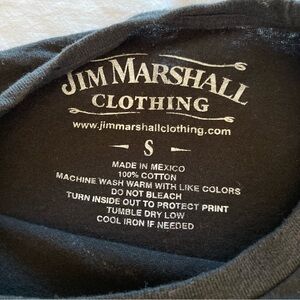 JIM MARSHALL
CLOTHING
www.jimmarshallclothing.com
S
MADE IN MEXICO
100% COTTON
MACHINE WASH WARM WITH LIKE COLORS
DO NOT BLEACH
TURN INSIDE OUT TO PROTECT PRINT
TUMBLE DRY LOW
COOL IRON IF NEEDED